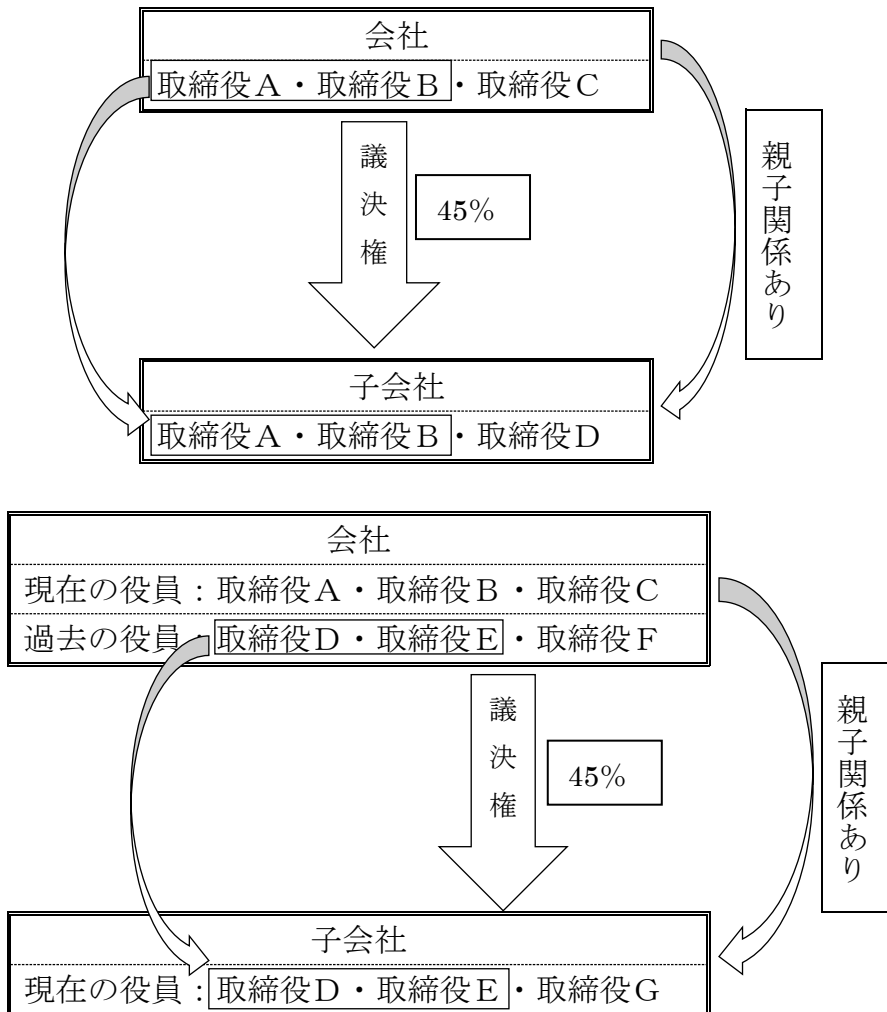 会社
取締役A・取締役B・取締役C
議決権
45%
親子関係あり
子会社
取締役A・取締役B・取締役D
会社
現在の役員：取締役A・取締役B・取締役C
過去の役員：取締役D・取締役E・取締役F
議決権
45%
親子関係あり
子会社
現在の役員：取締役D・取締役E・取締役G